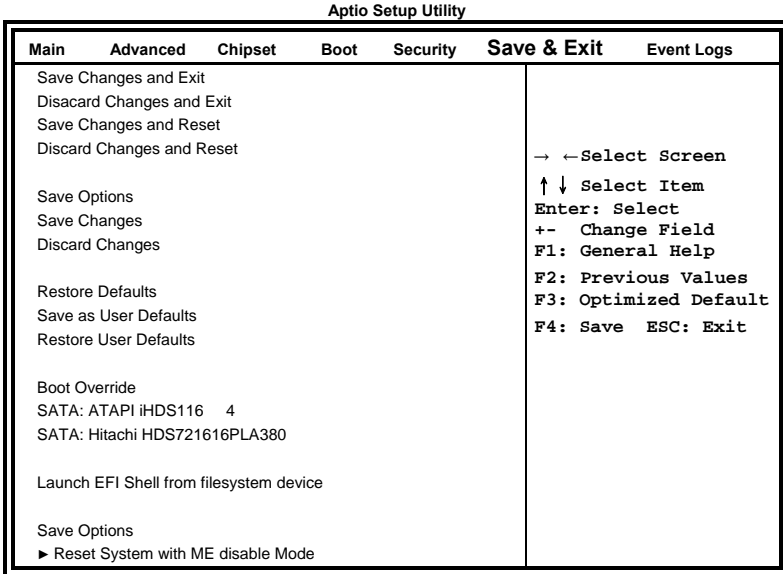 Aptio Setup Utility
Main Advanced Chipset Boot Security Save & Exit Event Logs
Save Changes and Exit
Disacard Changes and Exit
Save Changes and Reset
Discard Changes and Reset
Save Options
Save Changes
Discard Changes
Restore Defaults
Save as User Defaults
Restore User Defaults
Boot Override
SATA: ATAPI iHDS116 4
SATA: Hitachi HDS721616PLA380
Launch EFI Shell from filesystem device
Save Options
► Reset System with ME disable Mode
→ ←Select Screen
↑↓ Select Item
Enter: Select
+- Change Field
F1: General Help
F2: Previous Values
F3: Optimized Default
F4: Save ESC: Exit